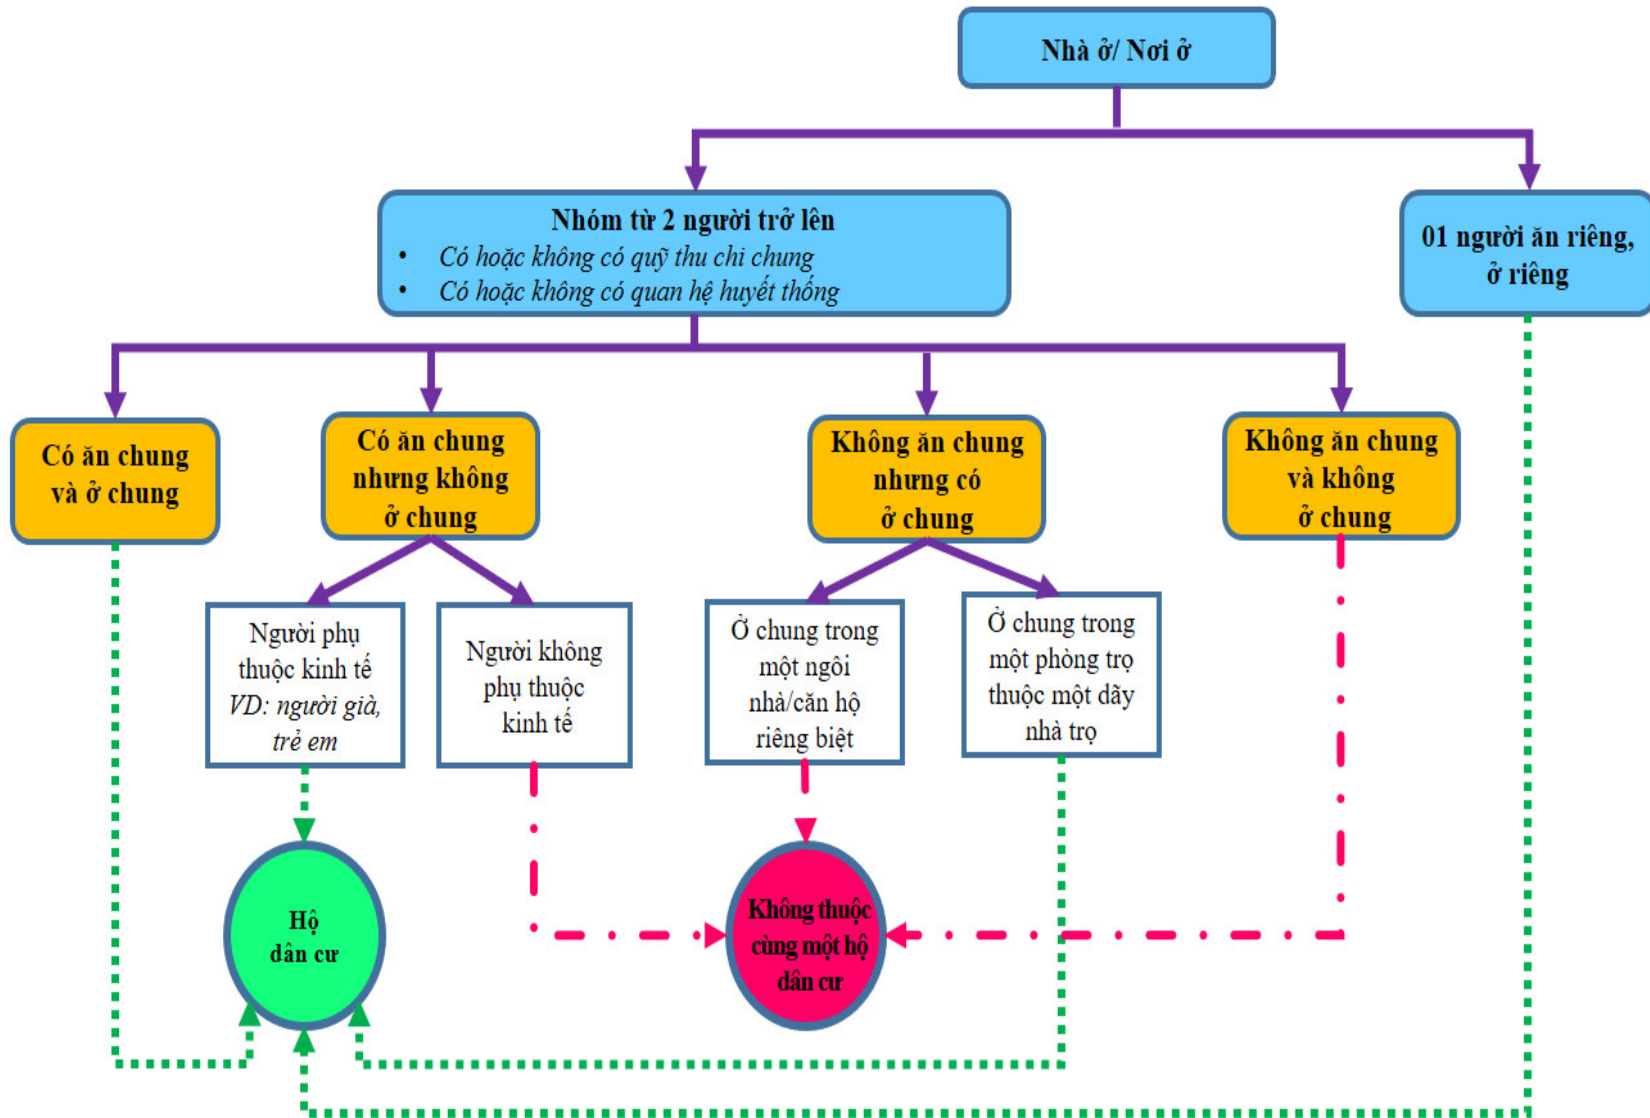 Nhà ở/ Nơi ở
Nhóm từ 2 người trở lên
• Có hoặc không có quỹ thu chi chung
• Có hoặc không có quan hệ huyết thống
01 người ăn riêng,
ở riêng
Có ăn chung
và ở chung
Có ăn chung
nhưng không
ở chung
Không ăn chung
nhưng có
ở chung
Không ăn chung
và không
ở chung
Người phụ
thuộc kinh tế
VD: người già,
trẻ em
Người không
phụ thuộc
kinh tế
Ở chung trong
một ngôi
nhà/căn hộ
riêng biệt
Ở chung trong
một phòng trọ
thuộc một dãy
nhà trọ
Hộ
dân cư
Không thuộc
cùng một hộ
dân cư